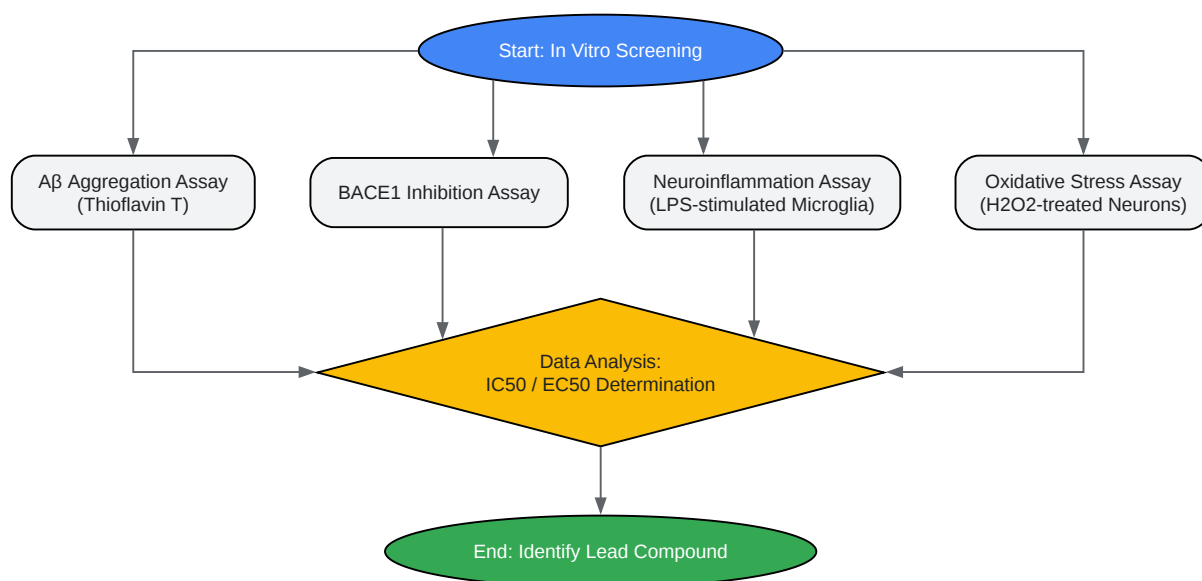 Start: In Vitro Screening
Aβ Aggregation Assay
(Thioflavin T)
BACE1 Inhibition Assay
Neuroinflammation Assay
(LPS-stimulated Microglia)
Oxidative Stress Assay
(H2O2-treated Neurons)
Data Analysis:
IC50 / EC50 Determination
End: Identify Lead Compound